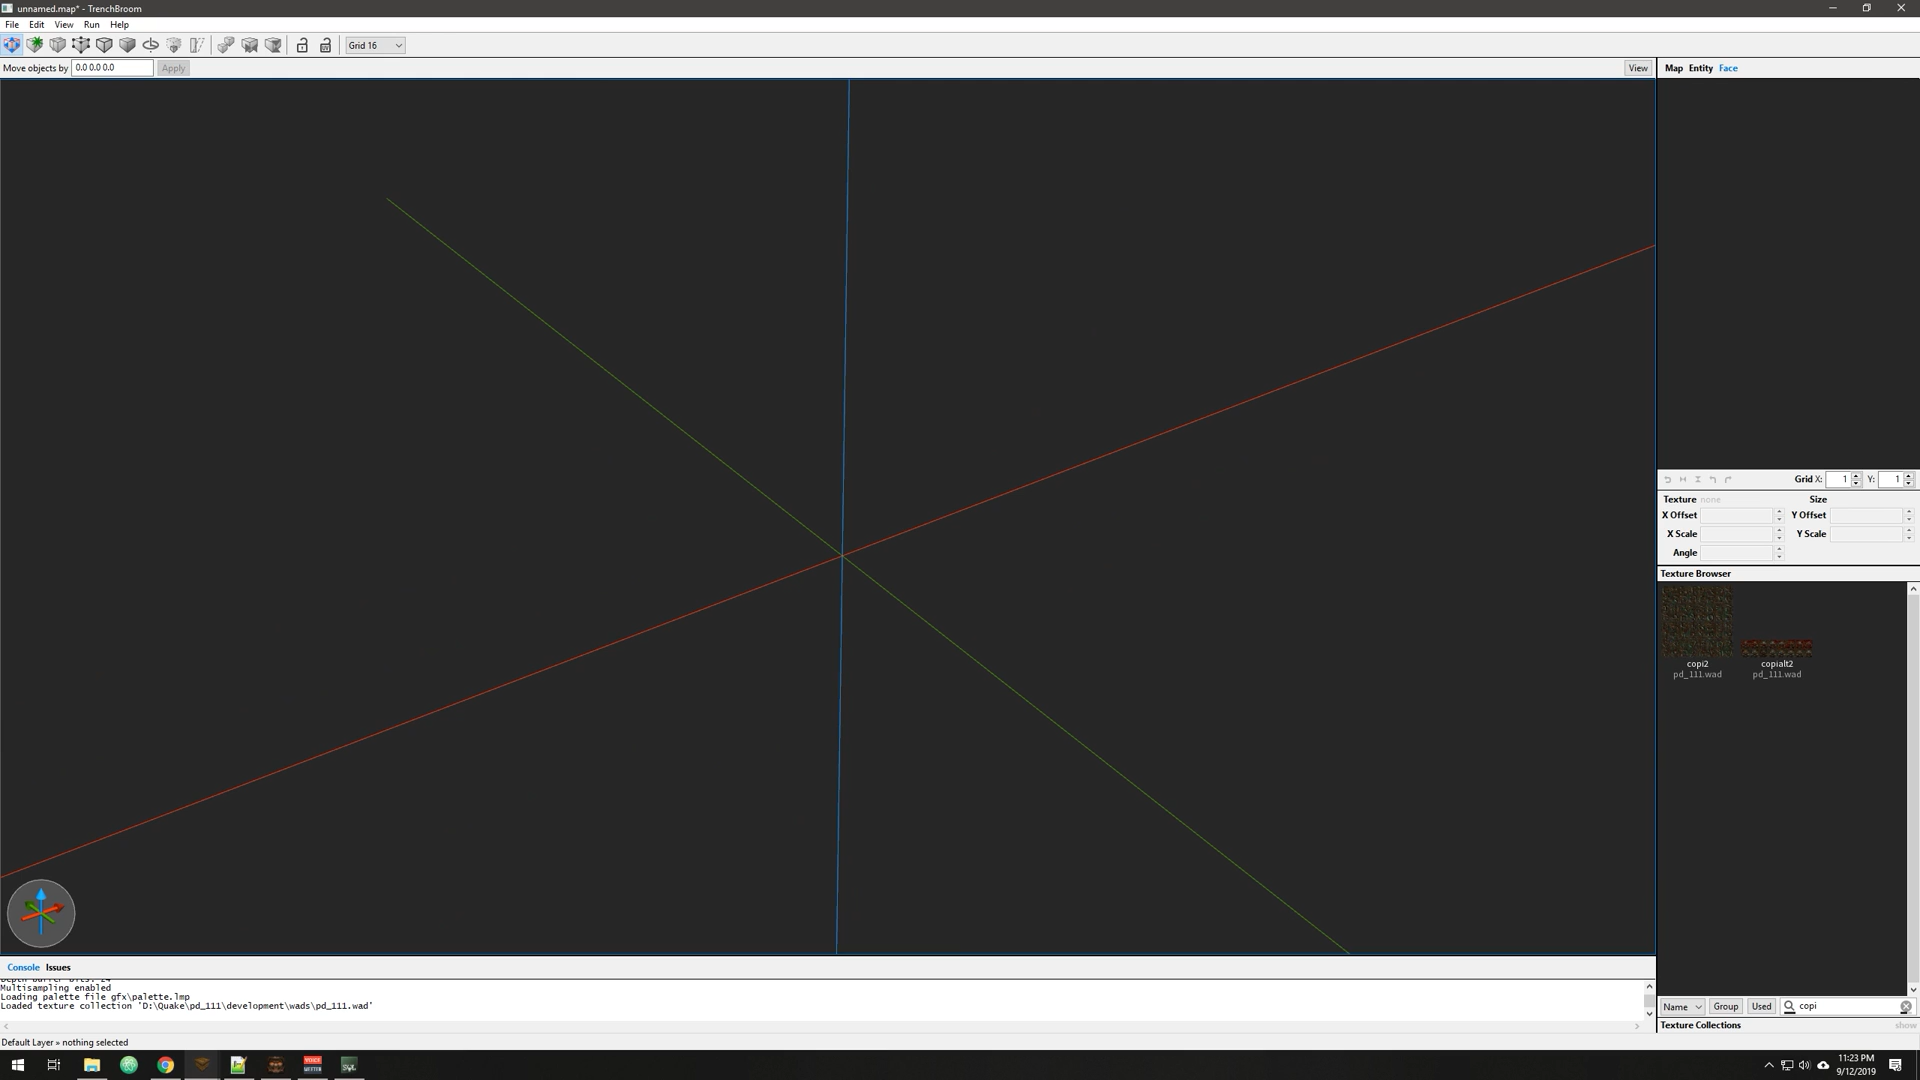 unnamed.map* - TrenchBroom
File Edit View Run Help
Grid 16
Move objects by 0.0 0.0 0.0 Apply View
Map Entity Face
Grid X: 1 Y: 1
Texture none Size
X Offset Y Offset
X Scale Y Scale
Angle
Texture Browser
copi2 copialt2
pd_111.wad pd_111.wad
Console Issues
Depth buffer bits: 24
Multisampling enabled
Loading palette file gfx\palette.lmp
Loaded texture collection 'D:\Quake\pd_111\development\wads\pd_111.wad'
Name Group Used copi
Texture Collections show
Default Layer » nothing selected
11:23 PM
9/12/2019